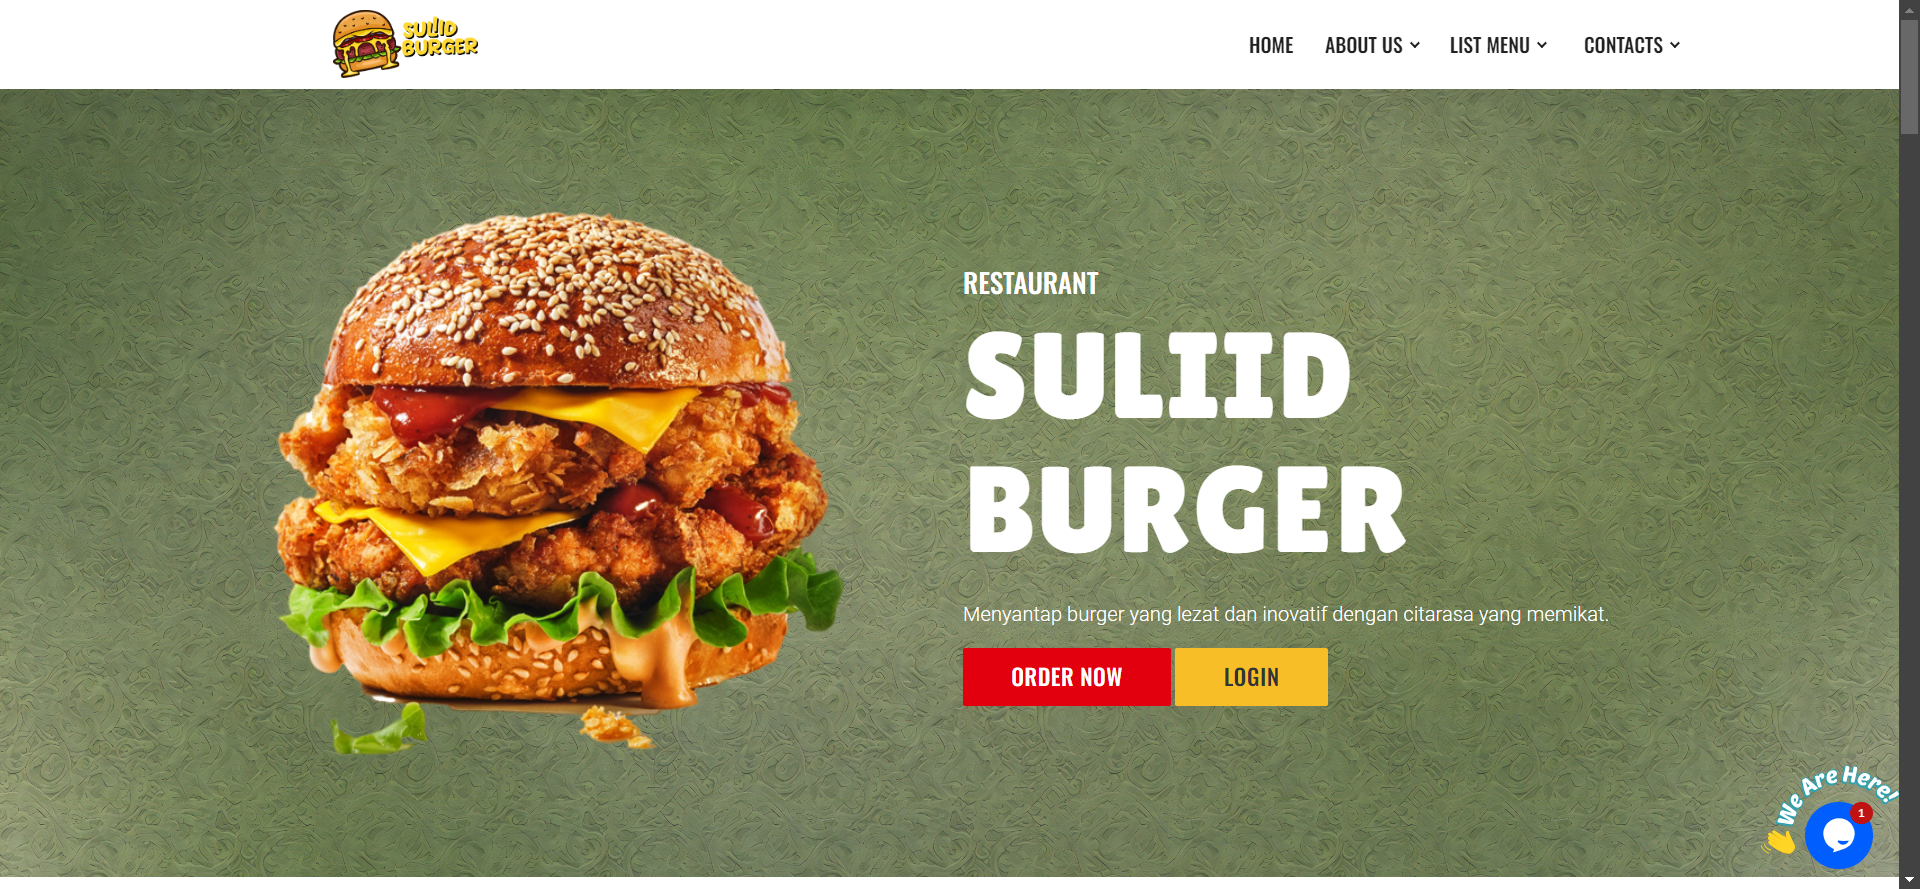 SULIID
BURGER
HOME
ABOUT US
LIST MENU
CONTACTS
RESTAURANT
SULIID
BURGER
Menyantap burger yang lezat dan inovatif dengan citarasa yang memikat.
ORDER NOW
LOGIN
We Are Here!
1